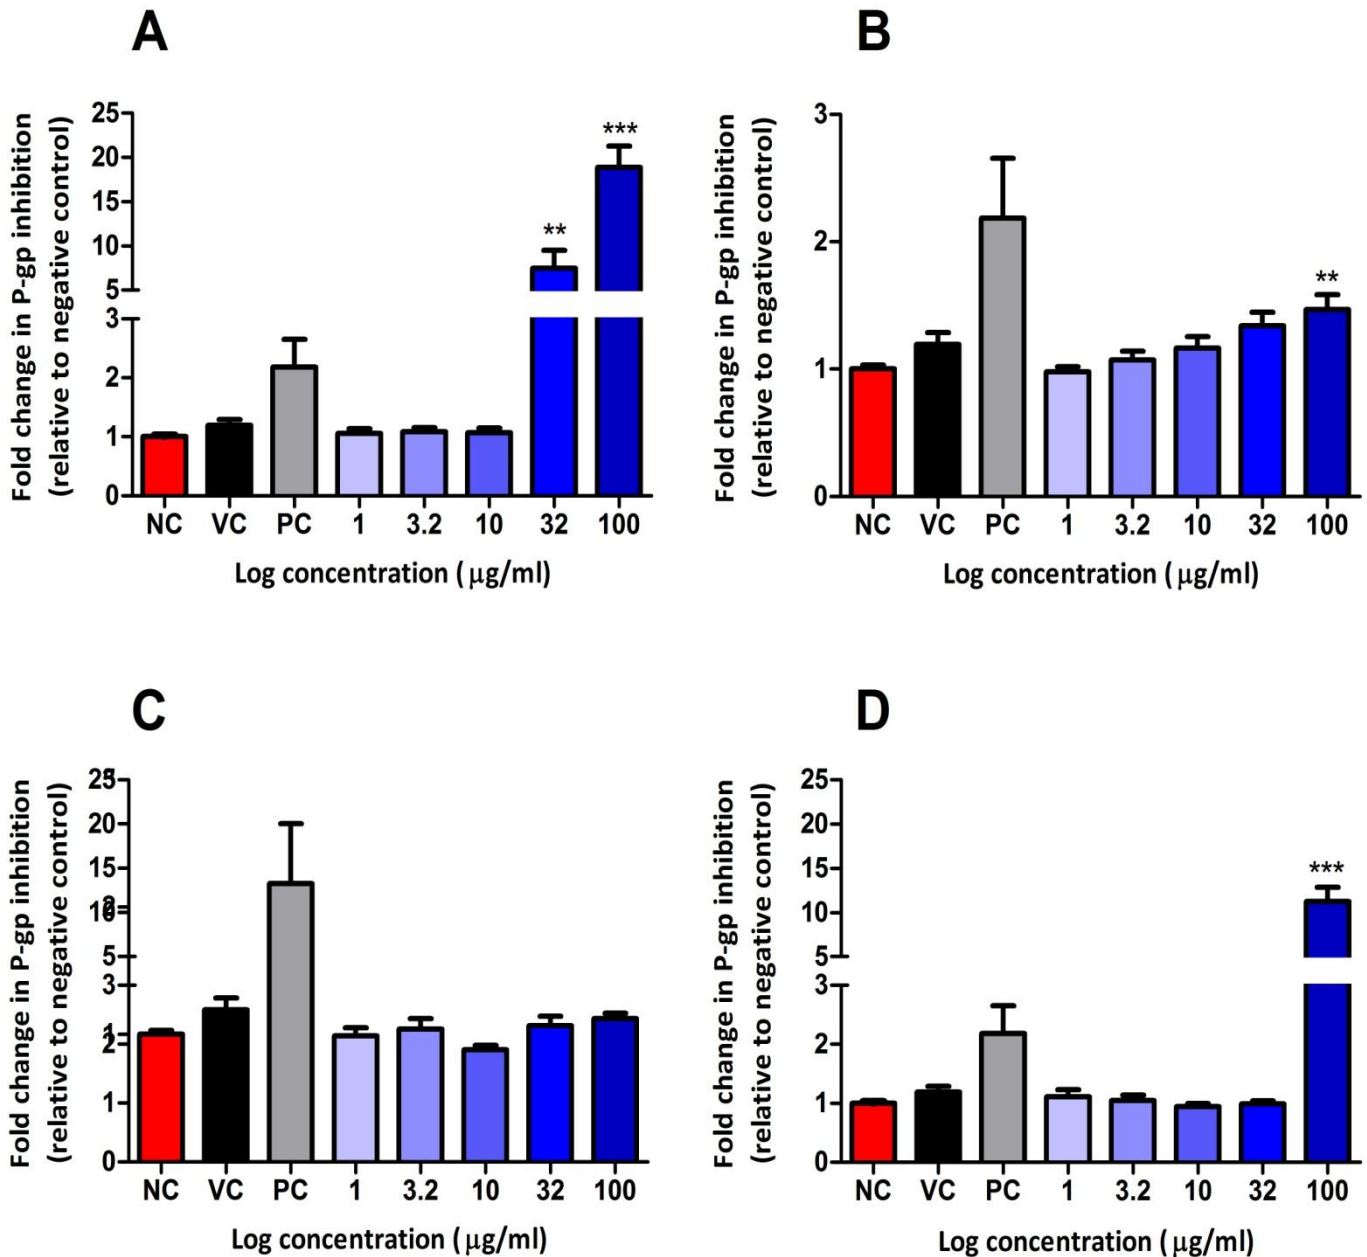 A
Fold change in P-gp inhibition
(relative to negative control)
25
20
15
10
5
3
2
1
0
**
***
NC VC PC 1 3.2 10 32 100
Log concentration ( μg/ml)
B
Fold change in P-gp inhibition
(relative to negative control)
3
2
1
0
**
NC VC PC 1 3.2 10 32 100
Log concentration ( μg/ml)
C
Fold change in P-gp inhibition
(relative to negative control)
25
20
15
10
5
3
1
2
1
0
NC VC PC 1 3.2 10 32 100
Log concentration ( μg/ml)
D
Fold change in P-gp inhibition
(relative to negative control)
25
20
15
10
5
3
2
1
0
***
NC VC PC 1 3.2 10 32 100
Log concentration ( μg/ml)